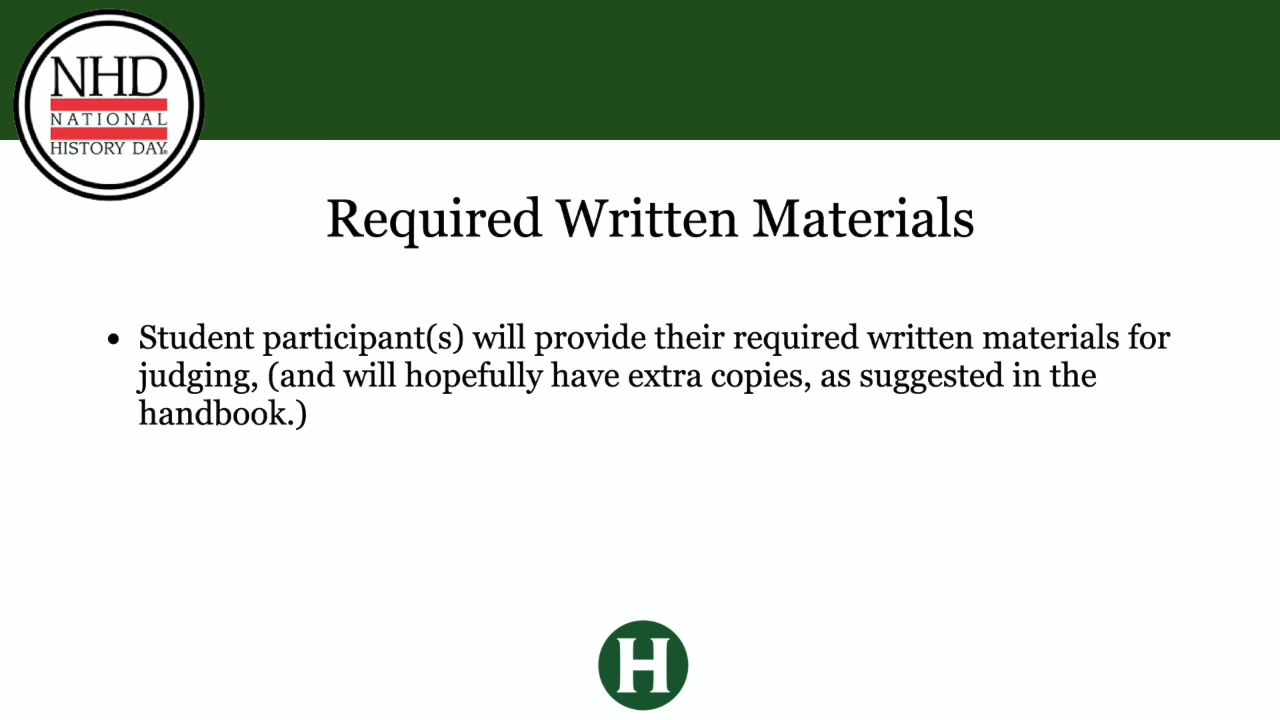 NHD
NATIONAL
HISTORY DAY®
Required Written Materials
• Student participant(s) will provide their required written materials for
judging, (and will hopefully have extra copies, as suggested in the
handbook.)
H